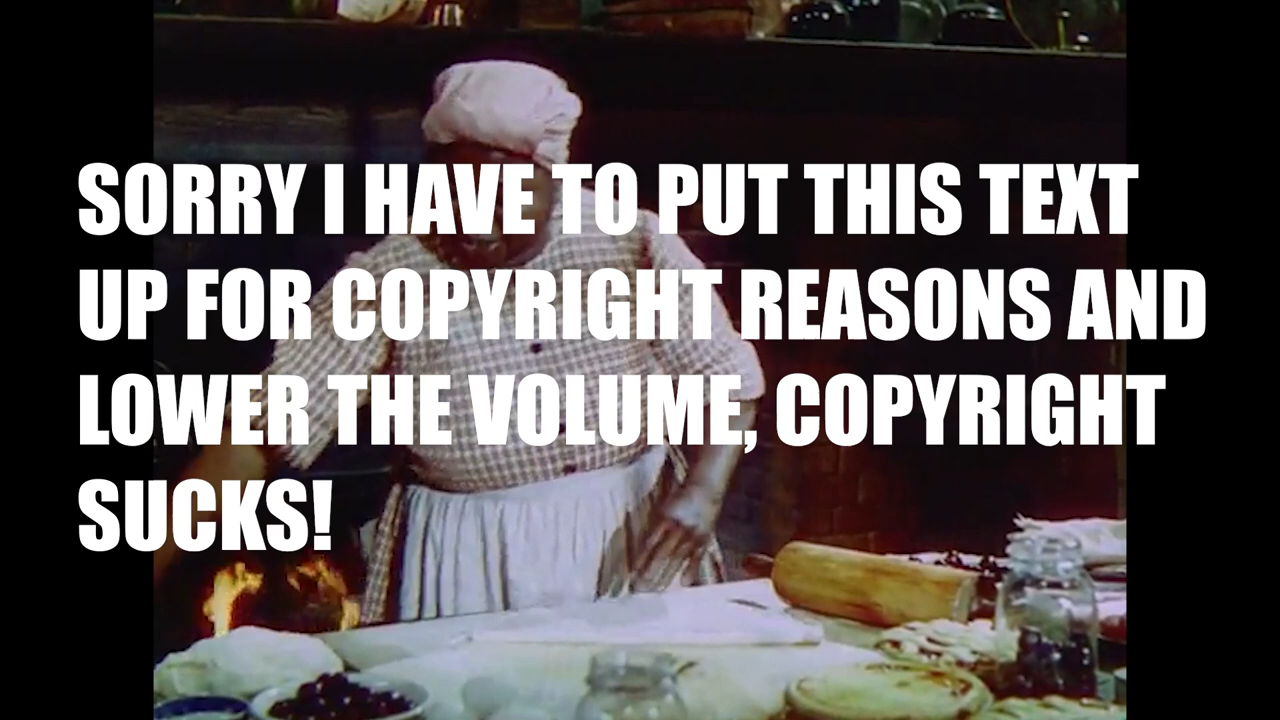 SORRY I HAVE TO PUT THIS TEXT
UP FOR COPYRIGHT REASONS AND
LOWER THE VOLUME, COPYRIGHT
SUCKS!